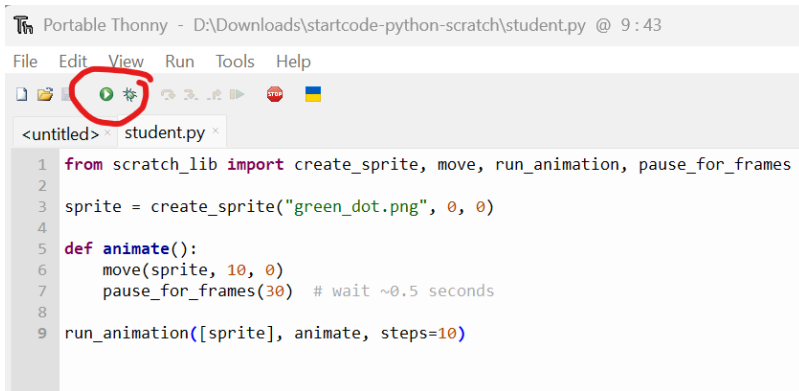 Th Portable Thonny - D:\Downloads\startcode-python-scratch\student.py @ 9:43
File Edit View Run Tools Help
STOP
<untitled> × student.py ×
1 from scratch_lib import create_sprite, move, run_animation, pause_for_frames
2
3 sprite = create_sprite("green_dot.png", 0, 0)
4
5 def animate():
6     move(sprite, 10, 0)
7     pause_for_frames(30)  # wait ~0.5 seconds
8
9 run_animation([sprite], animate, steps=10)